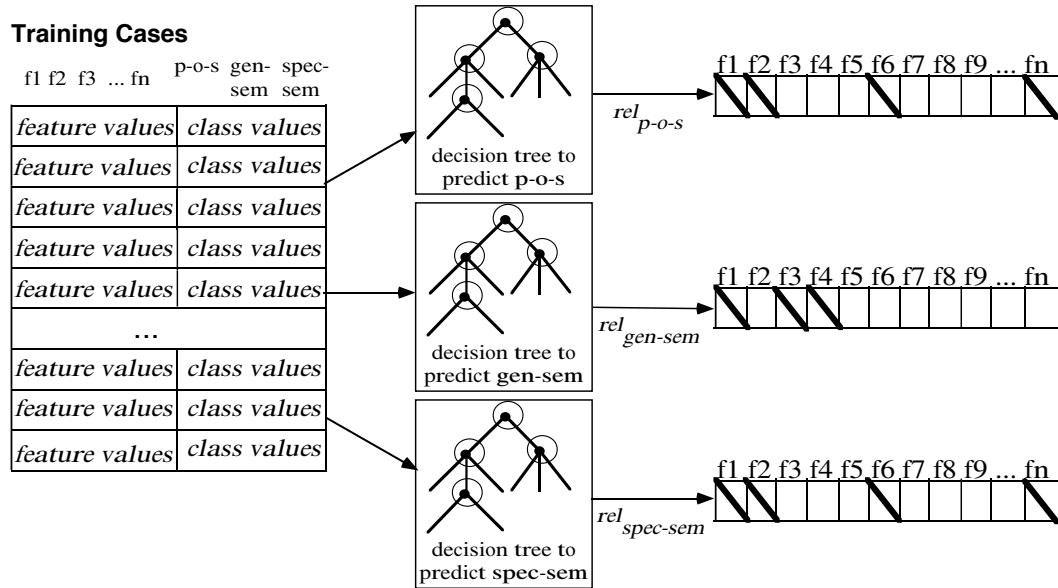 Training Cases
f1 f2 f3 ... fn p-o-s gen-sem spec-sem
feature values class values
feature values class values
feature values class values
feature values class values
feature values class values
...
feature values class values
feature values class values
feature values class values
decision tree to
predict p-o-s
decision tree to
predict gen-sem
decision tree to
predict spec-sem
rel p-o-s
rel gen-sem
rel spec-sem
f1 f2 f3 f4 f5 f6 f7 f8 f9 ... fn
f1 f2 f3 f4 f5 f6 f7 f8 f9 ... fn
f1 f2 f3 f4 f5 f6 f7 f8 f9 ... fn